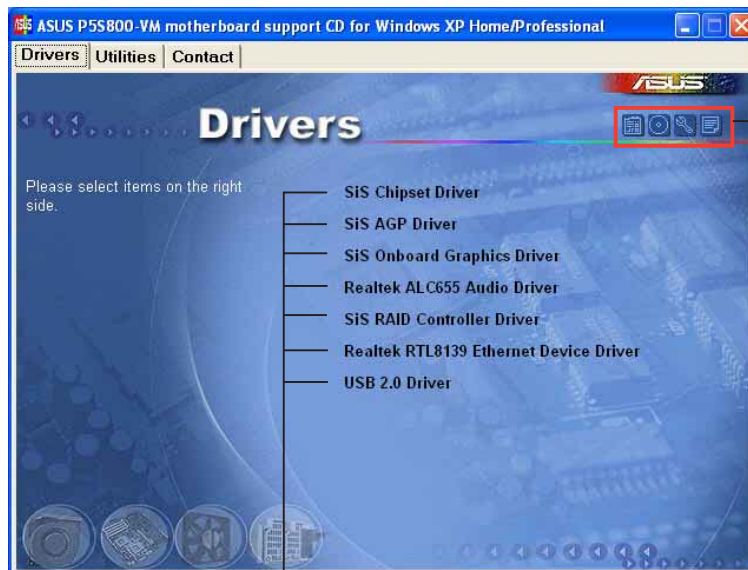 ASUS P5S800-VM motherboard support CD for Windows XP Home/Professional
Drivers Utilities Contact
ASUS
Drivers
Please select items on the right
side.
SiS Chipset Driver
SiS AGP Driver
SiS Onboard Graphics Driver
Realtek ALC655 Audio Driver
SiS RAID Controller Driver
Realtek RTL8139 Ethernet Device Driver
USB 2.0 Driver